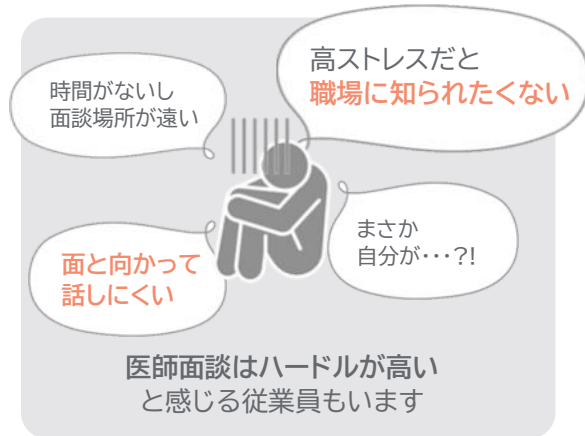 時間がないし
面談場所が遠い
高ストレスだと
職場に知られたくない
面と向かって
話しにくい
まさか
自分が・・・?!
医師面談はハードルが高い
と感じる従業員もいます